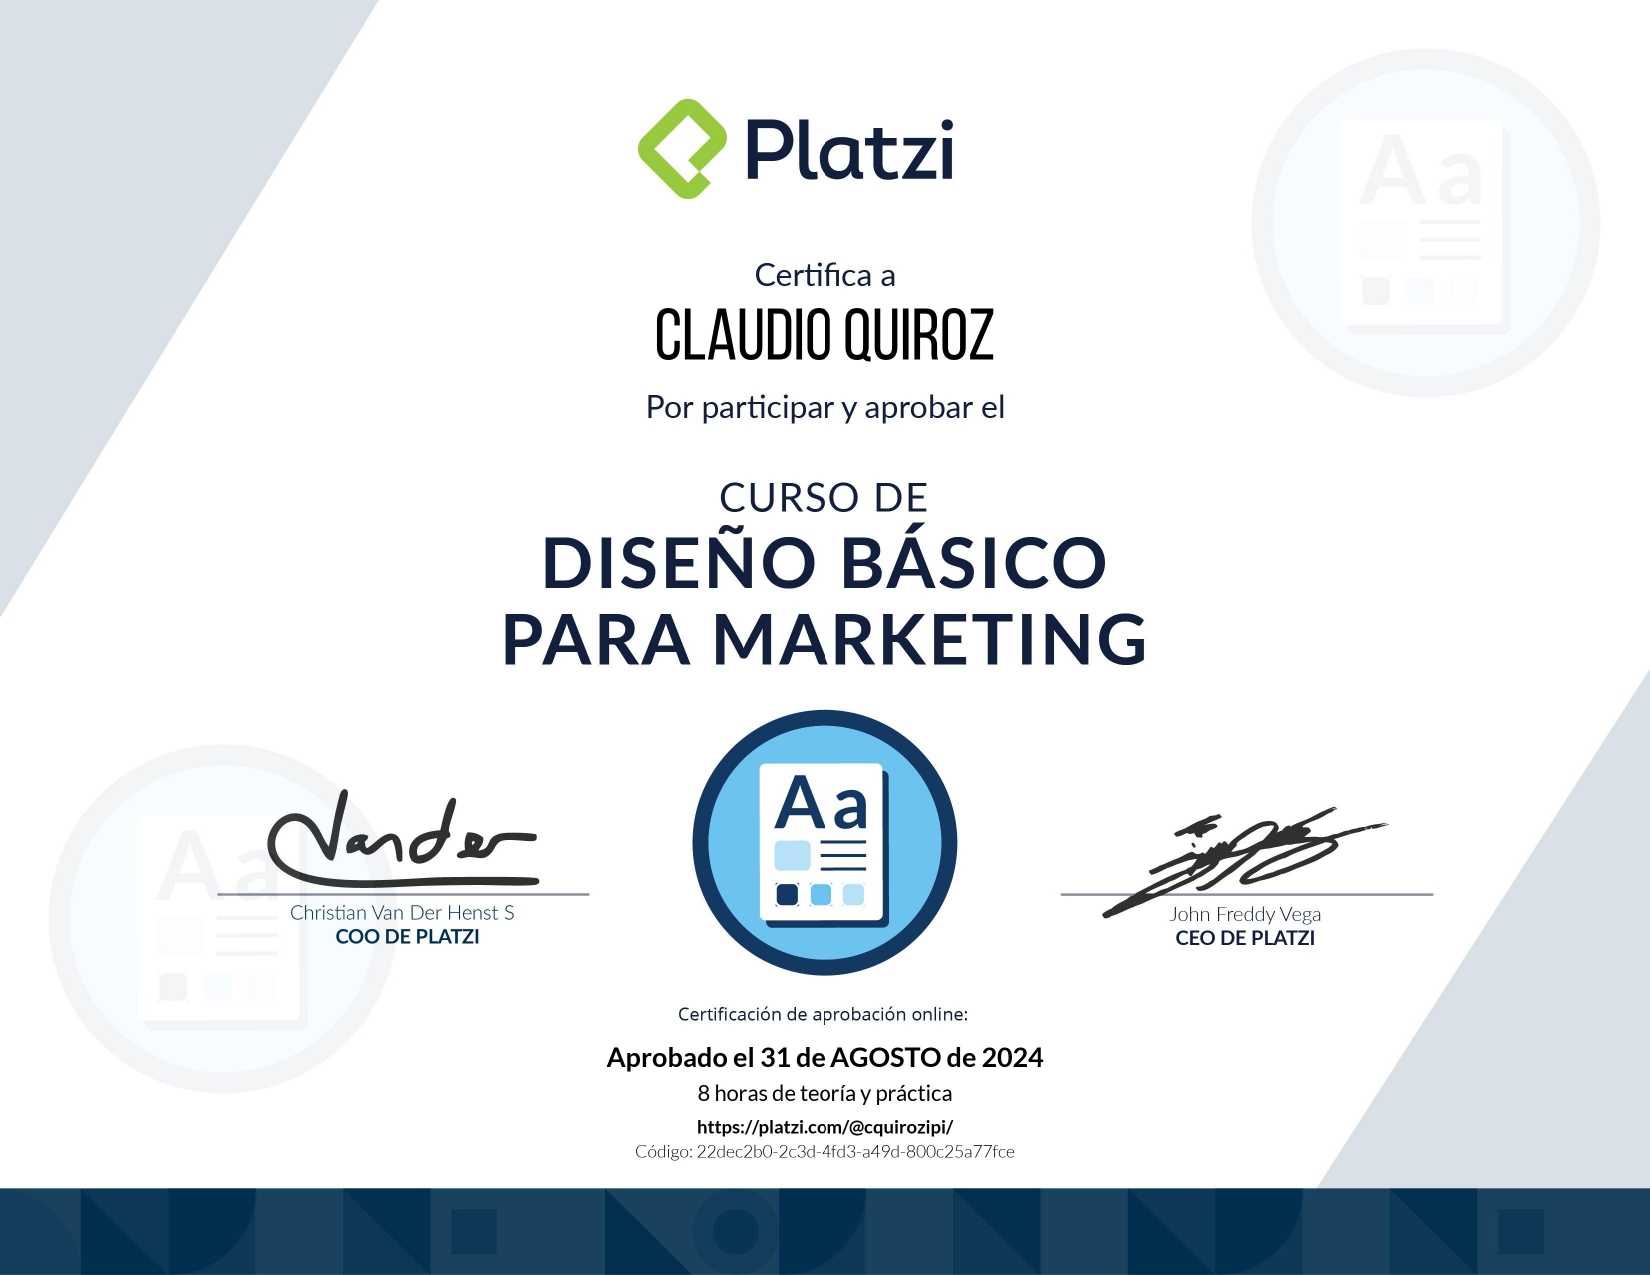 Platzi
Certifica a
CLAUDIO QUIROZ
Por participar y aprobar el
CURSO DE
DISEÑO BÁSICO
PARA MARKETING
Aa
Aa
Aa
Vander
Christian Van Der Henst S
COO DE PLATZI
John Freddy Vega
CEO DE PLATZI
Certificación de aprobación online:
Aprobado el 31 de AGOSTO de 2024
8 horas de teoría y práctica
https://platzi.com/@cquirozipi/
Código: 22dec2b0-2c3d-4fd3-a49d-800c25a77fce